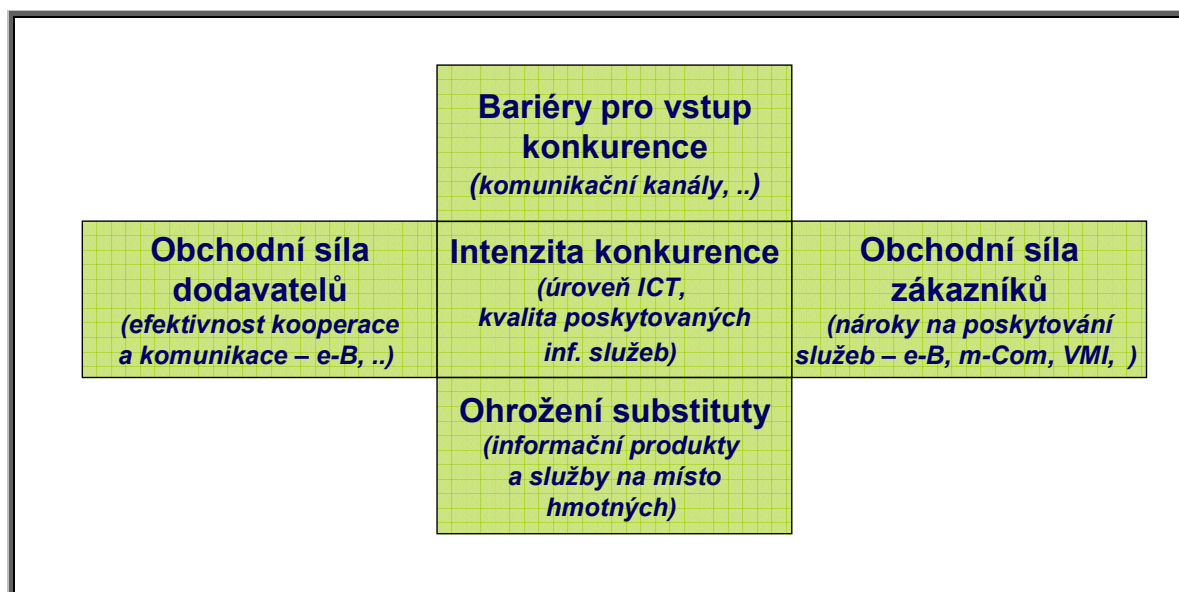 Bariéry pro vstup
konkurence
(komunikační kanály, ..)
Obchodní síla
dodavatelů
(efektivnost kooperace
a komunikace – e-B, ..)
Intenzita konkurence
(úroveň ICT,
kvalita poskytovaných
inf. služeb)
Obchodní síla
zákazníků
(nároky na poskytování
služeb – e-B, m-Com, VMI, )
Ohrožení substituty
(informační produkty
a služby na místo
hmotných)